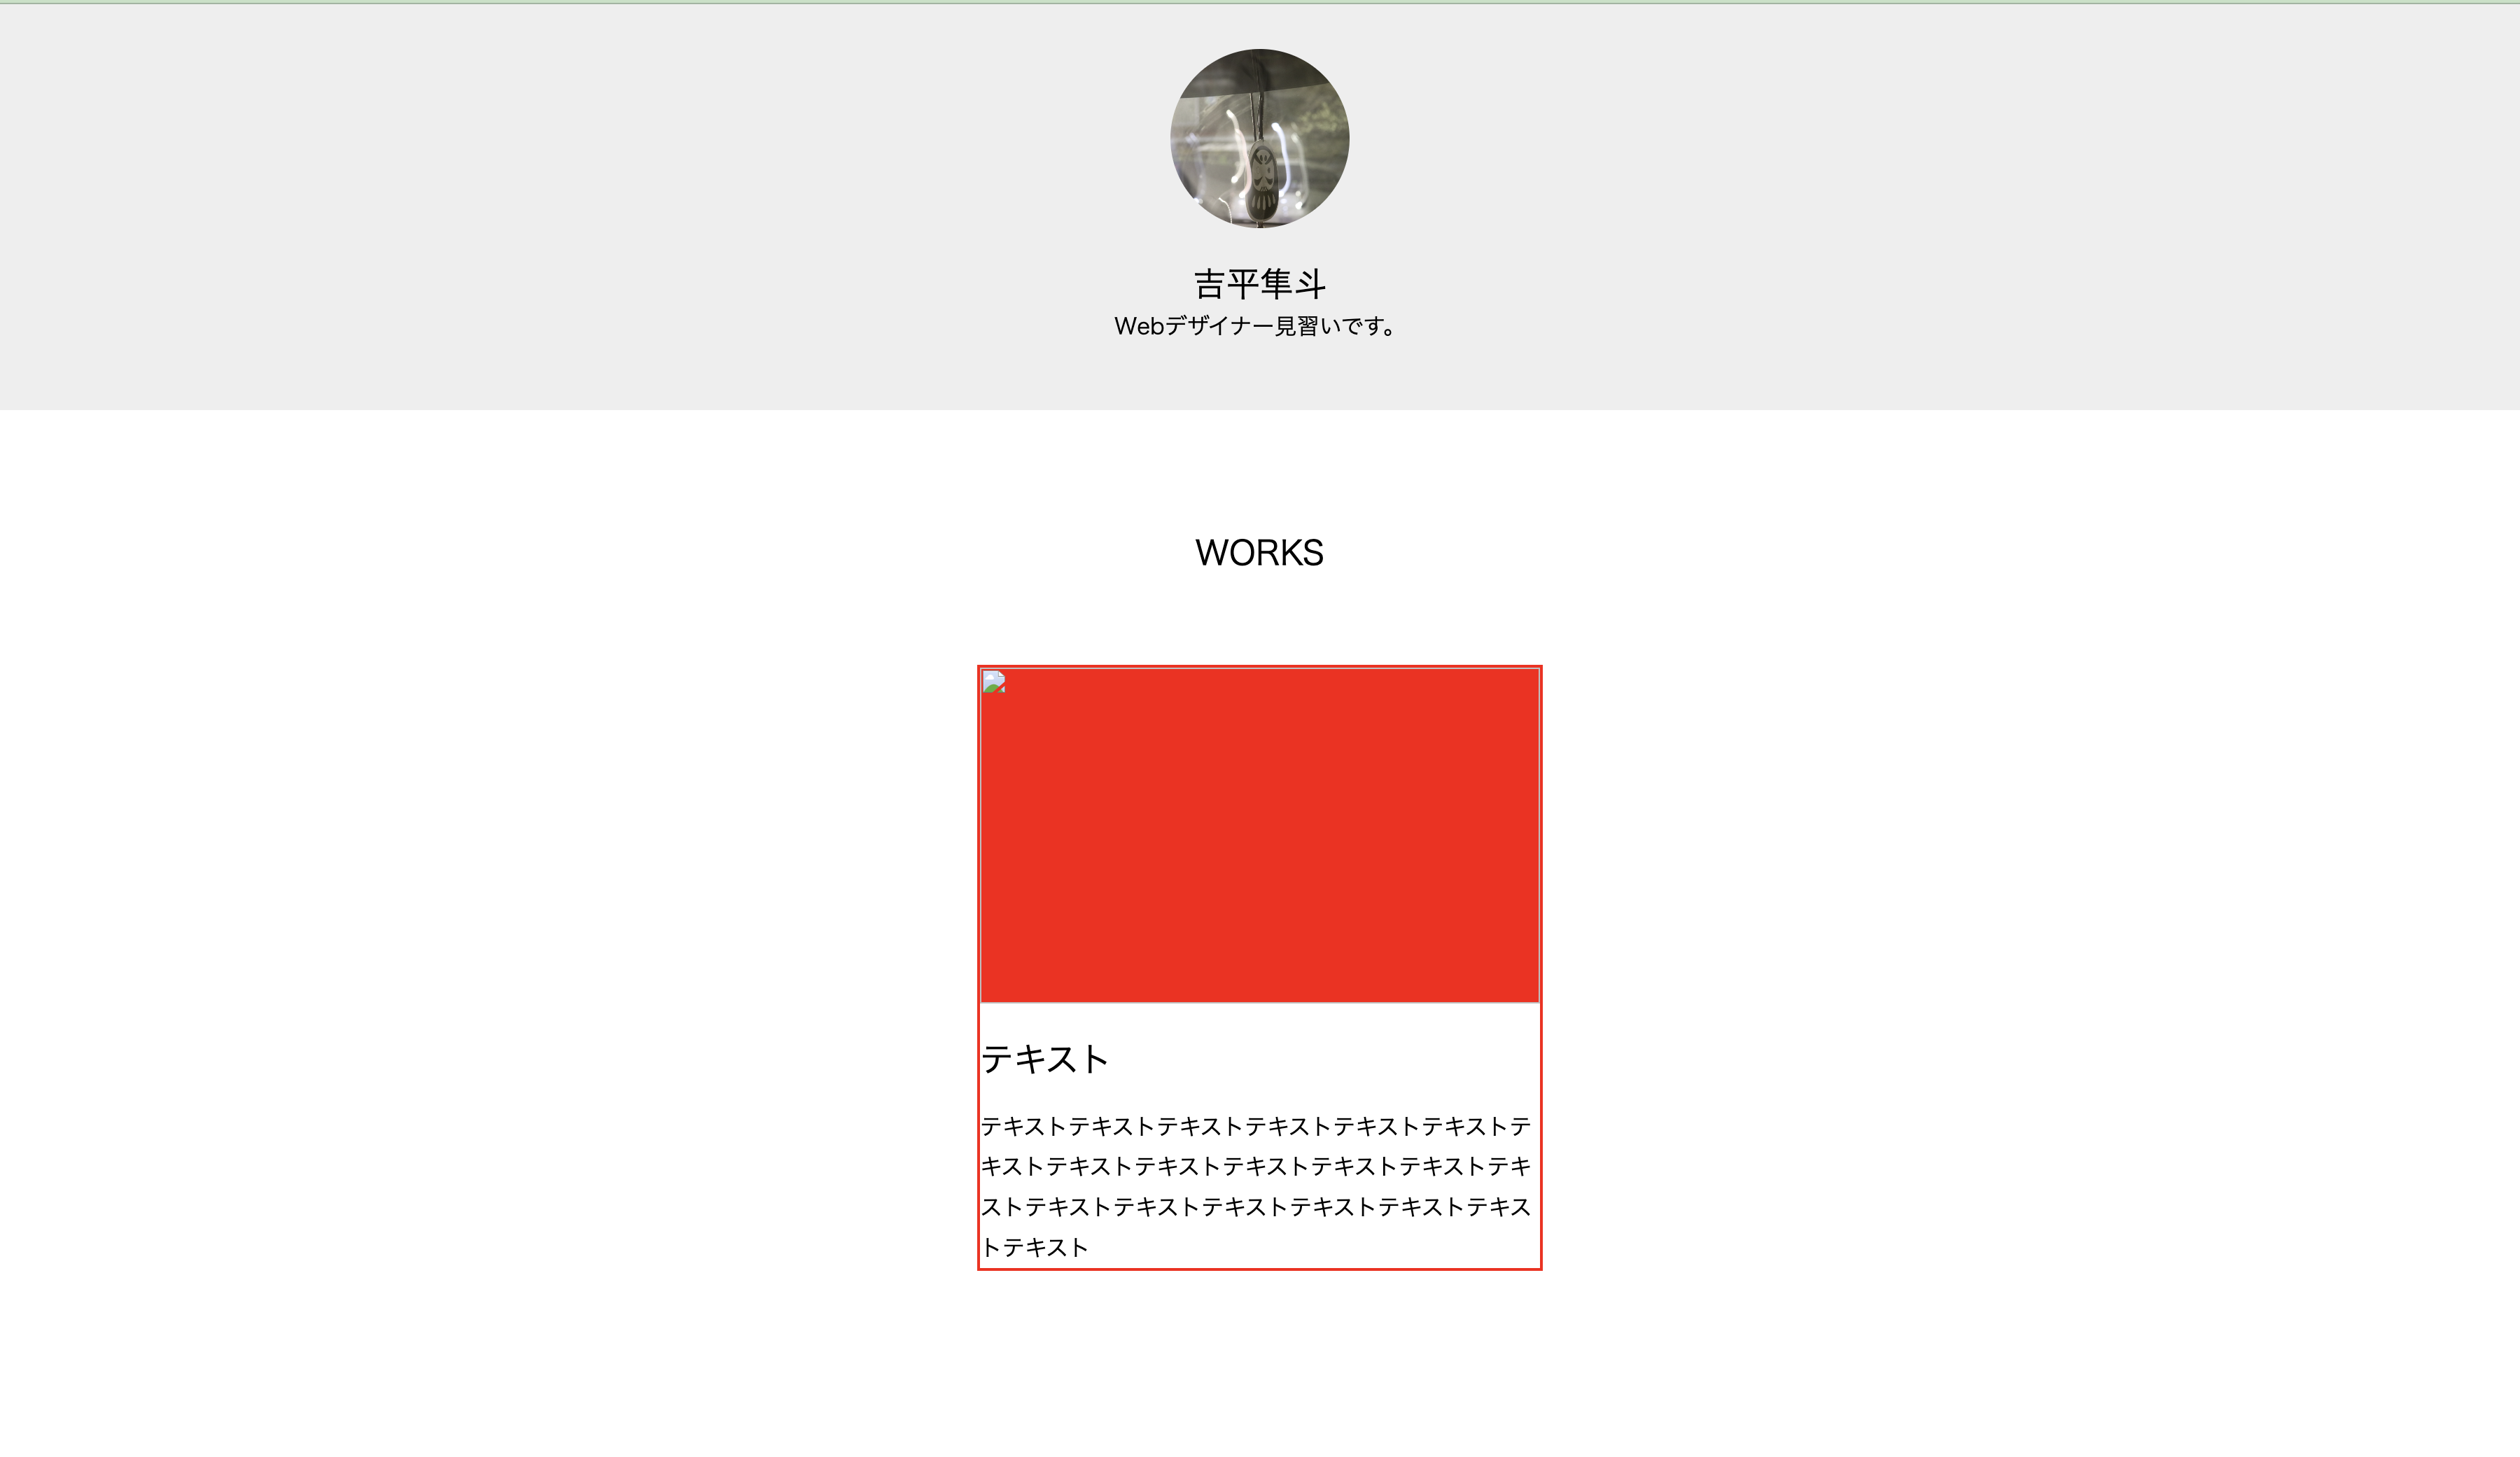 吉平隼斗
Webデザイナー見習いです。
WORKS
テキスト
テキストテキストテキストテキストテキストテキストテ
キストテキストテキストテキストテキストテキストテキ
ストテキストテキストテキストテキストテキストテキス
トテキスト